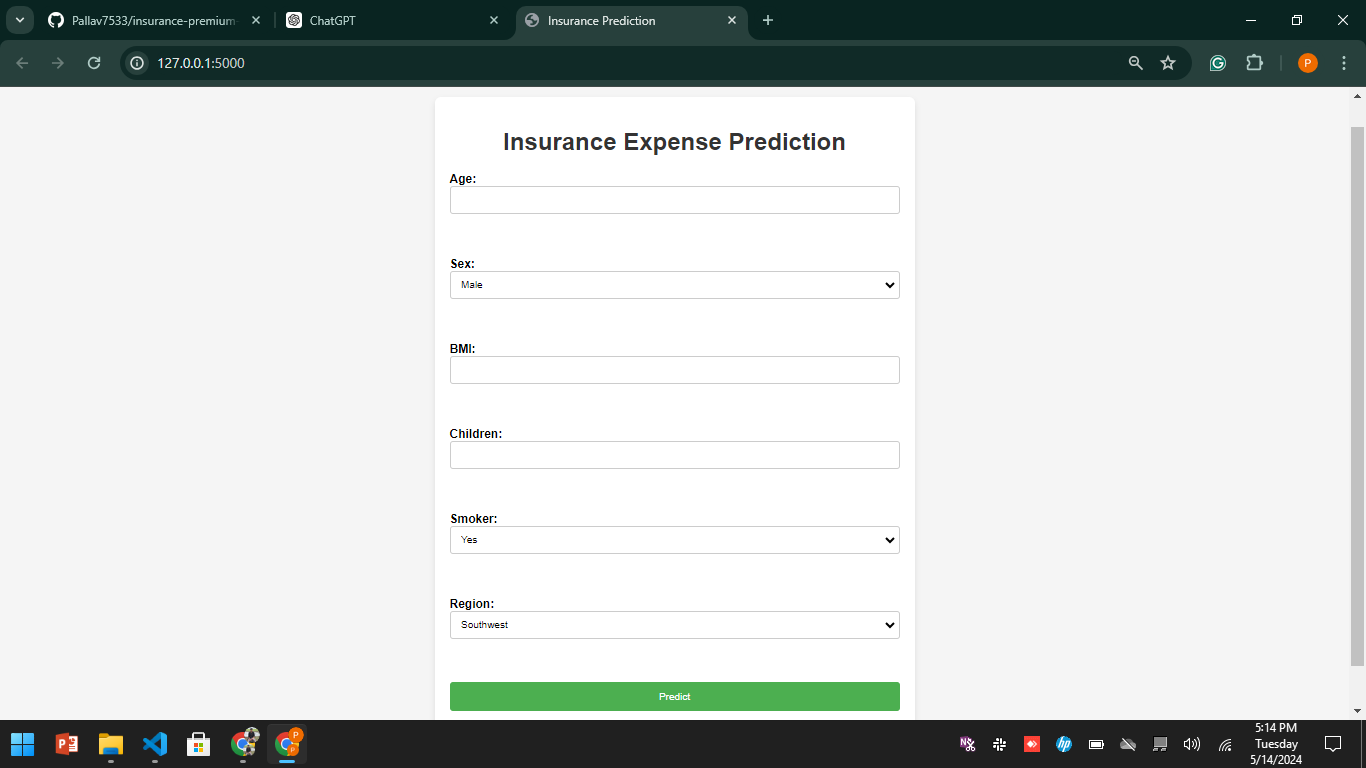 Pallav7533/insurance-premium-
ChatGPT
Insurance Prediction
127.0.0.1:5000
P
Insurance Expense Prediction
Age:
Sex:
Male
BMI:
Children:
Smoker:
Yes
Region:
Southwest
Predict
P
hp
5:14 PM
Tuesday
5/14/2024